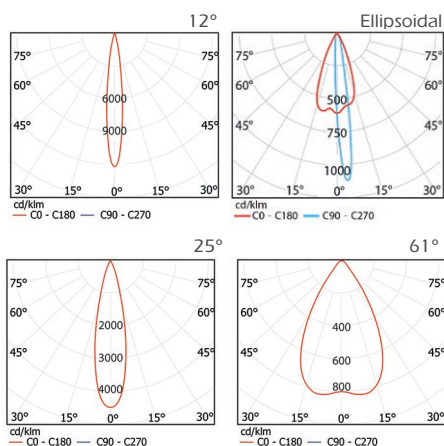 12°
75° 75°
60° 60°
6000
45° 9000 45°
30° 15° 0° 15° 30°
cd/klm
C0 - C180 C90 - C270
Ellipsoidal
75° 75°
60° 60°
500
45° 750 45°
1000
30° 15° 0° 15° 30°
cd/klm
C0 - C180 C90 - C270
25°
75° 75°
60° 60°
2000
45° 3000 45°
4000
30° 15° 0° 15° 30°
cd/klm
C0 - C180 C90 - C270
61°
75° 75°
60° 60°
400
45° 600 45°
800
30° 15° 0° 15° 30°
cd/klm
C0 - C180 C90 - C270